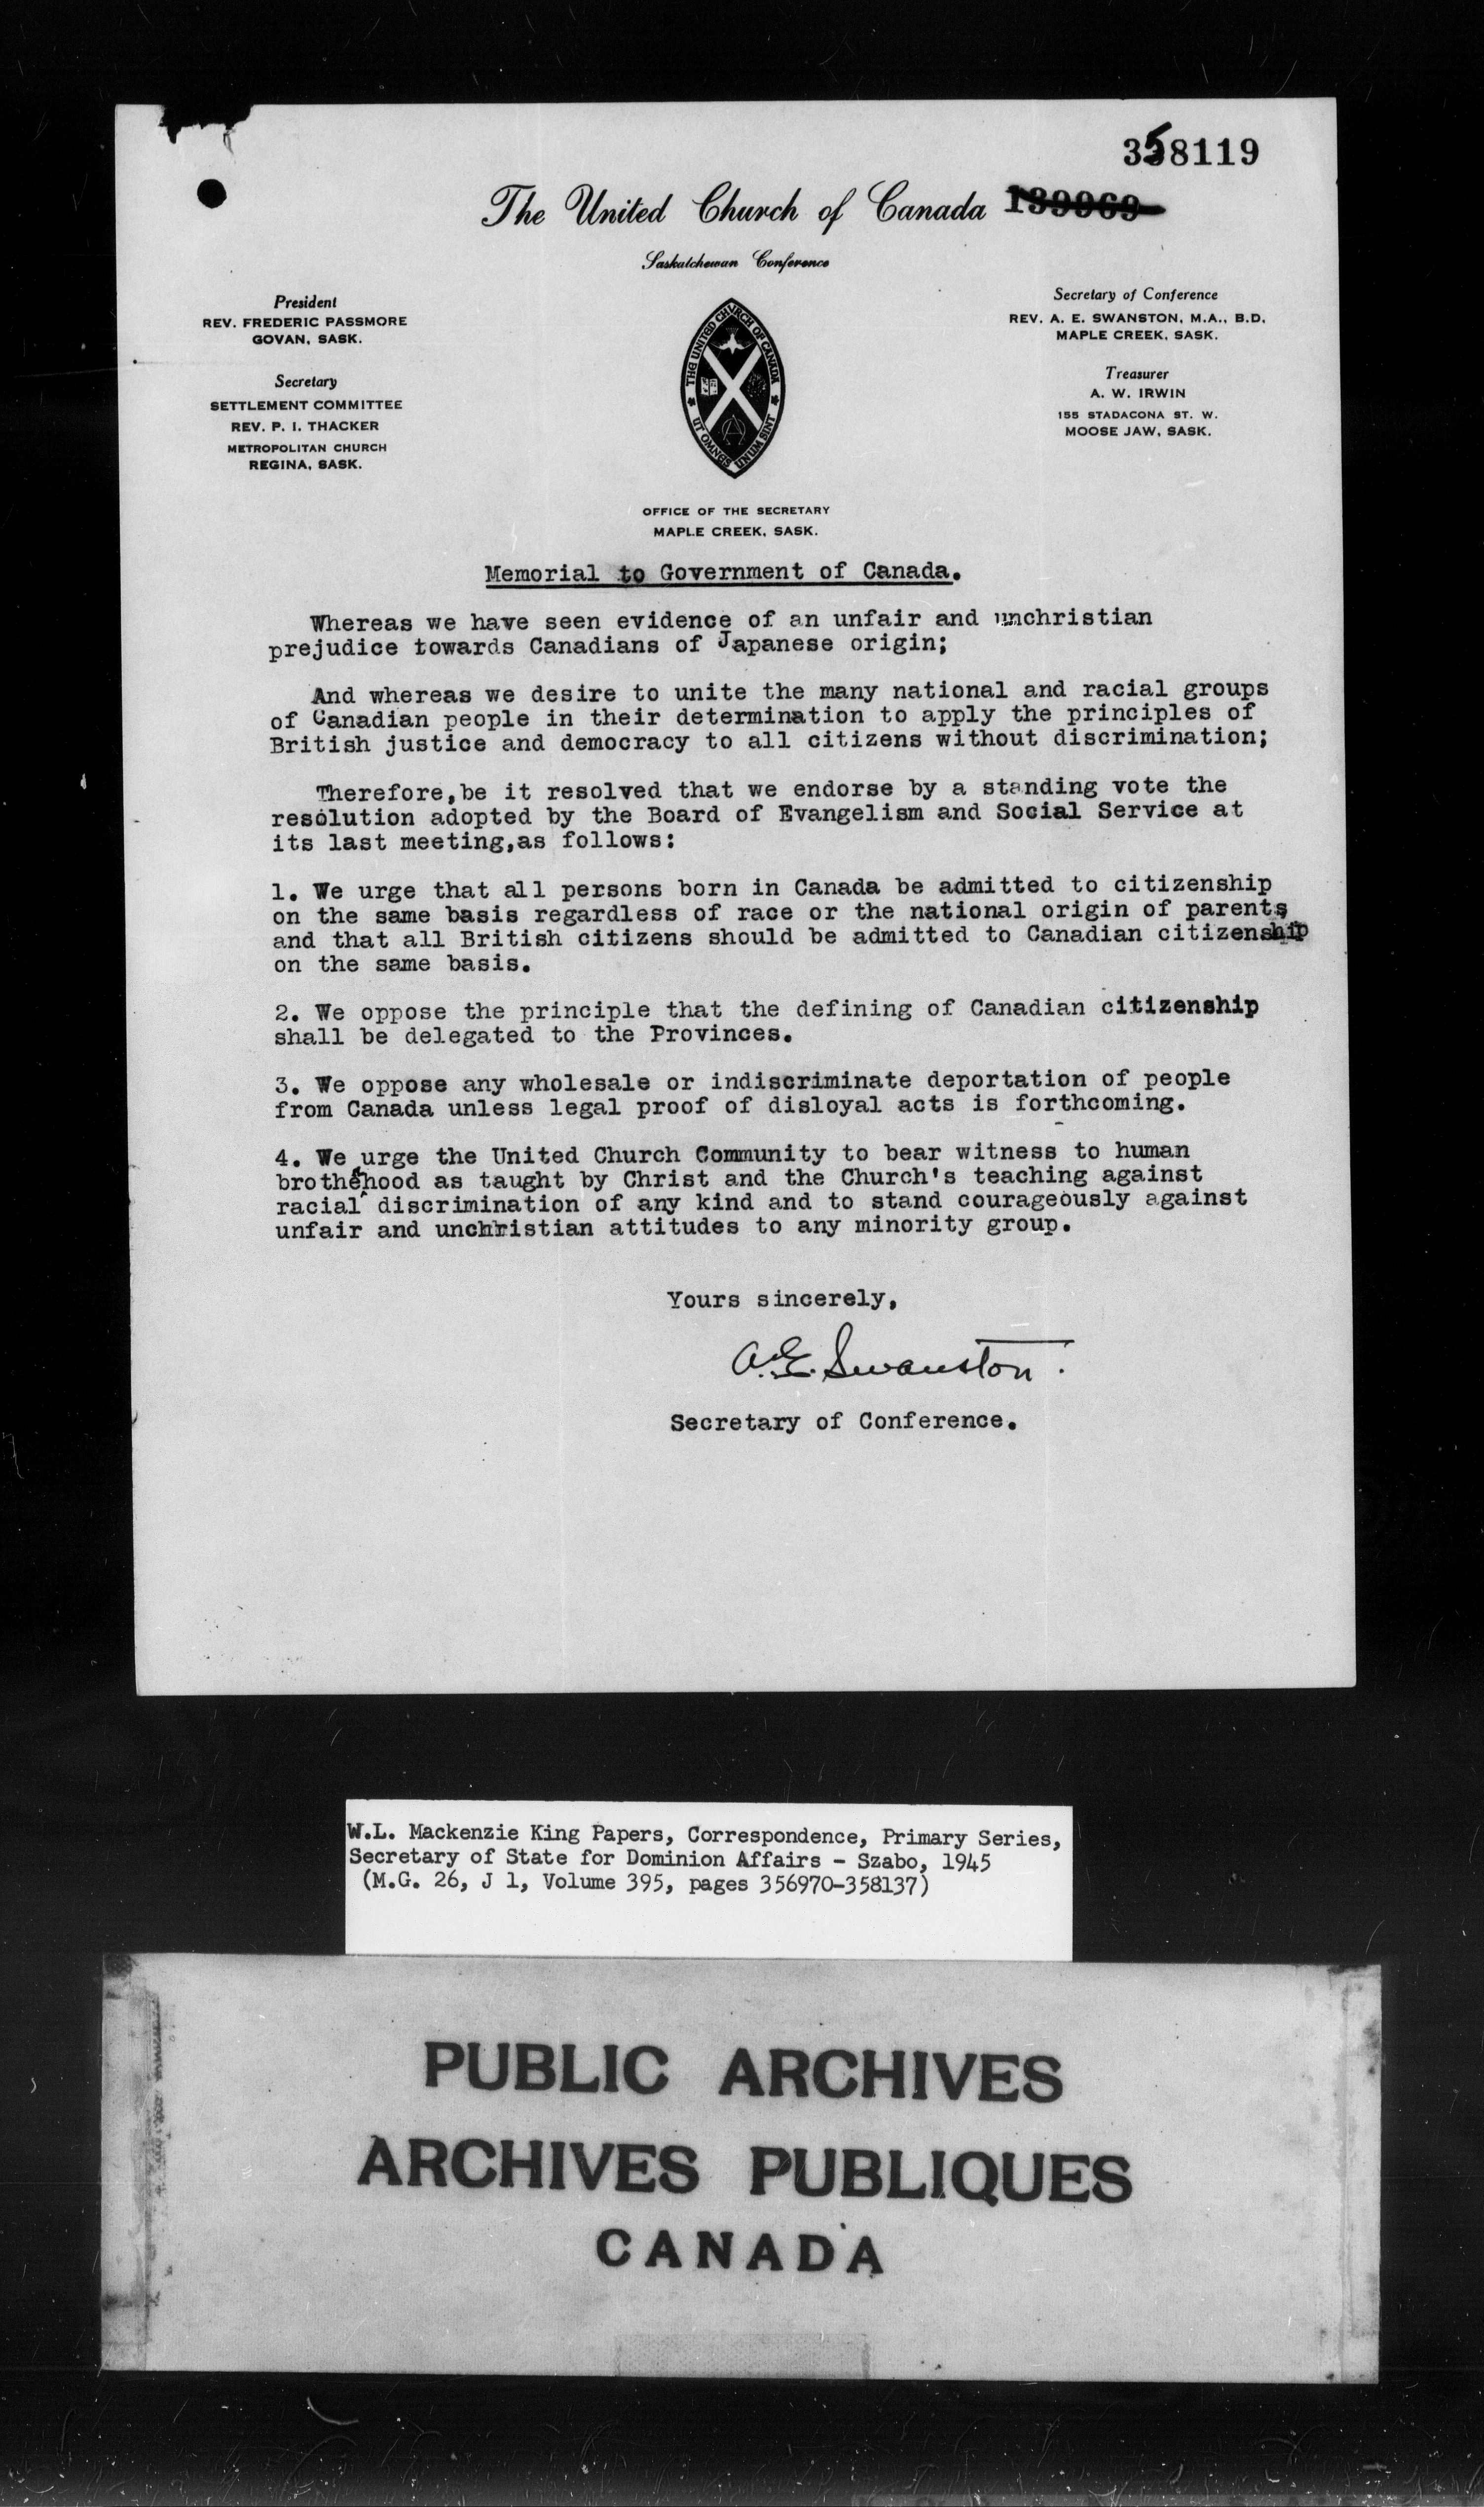 358119
The United Church of Canada 139969
Saskatchewan Conference
President
REV. FREDERIC PASSMORE
GOVAN, SASK.
Secretary
SETTLEMENT COMMITTEE
REV. P. I. THACKER
METROPOLITAN CHURCH
REGINA, SASK.
Secretary of Conference
REV. A. E. SWANSTON, M.A., B.D.
MAPLE CREEK, SASK.
Treasurer
A. W. IRWIN
155 STADACONA ST. W.
MOOSE JAW, SASK.
THE UNITED CHURCH OF CANADA
UT OMNES UNUM SINT
OFFICE OF THE SECRETARY
MAPLE CREEK, SASK.
Memorial to Government of Canada.
Whereas we have seen evidence of an unfair and unchristian
prejudice towards Canadians of Japanese origin;
And whereas we desire to unite the many national and racial groups
of Canadian people in their determination to apply the principles of
British justice and democracy to all citizens without discrimination;
Therefore,be it resolved that we endorse by a standing vote the
resolution adopted by the Board of Evangelism and Social Service at
its last meeting,as follows:
1. We urge that all persons born in Canada be admitted to citizenship
on the same basis regardless of race or the national origin of parents
and that all British citizens should be admitted to Canadian citizenship
on the same basis.
2. We oppose the principle that the defining of Canadian citizenship
shall be delegated to the Provinces.
3. We oppose any wholesale or indiscriminate deportation of people
from Canada unless legal proof of disloyal acts is forthcoming.
4. We urge the United Church Community to bear witness to human
brotherhood as taught by Christ and the Church's teaching against
racial discrimination of any kind and to stand courageously against
unfair and unchristian attitudes to any minority group.
Yours sincerely,
A.E. Swanston.
Secretary of Conference.
W.L. Mackenzie King Papers, Correspondence, Primary Series,
Secretary of State for Dominion Affairs - Szabo, 1945
(M.G. 26, J 1, Volume 395, pages 356970-358137)
PUBLIC ARCHIVES
ARCHIVES PUBLIQUES
CANADA